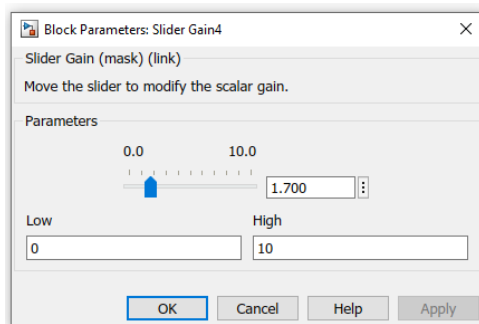 Block Parameters: Slider Gain4
Slider Gain (mask) (link)
Move the slider to modify the scalar gain.
Parameters
0.0 10.0
1.700
Low High
0 10
OK Cancel Help Apply